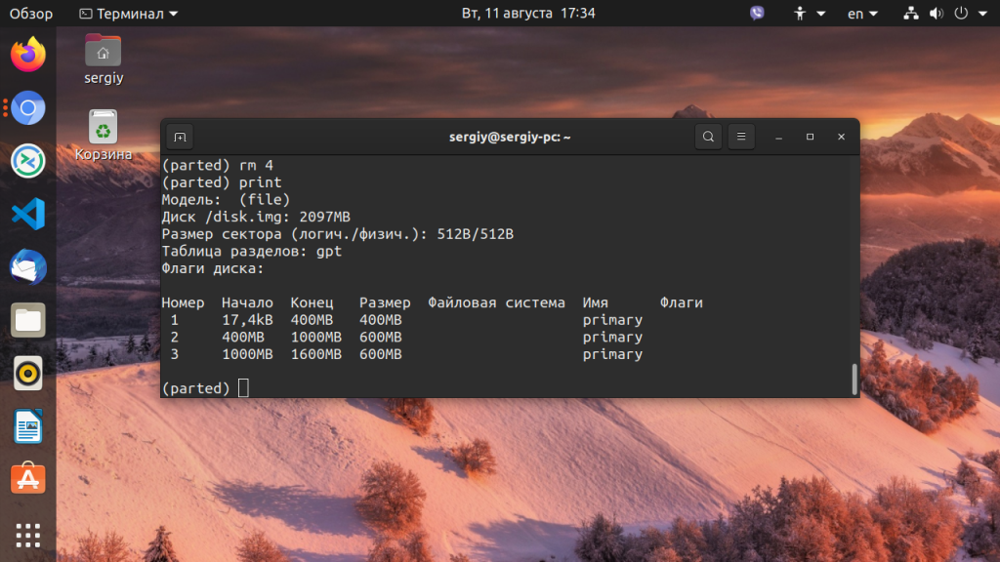 Обзор
Терминал
Вт, 11 августа 17:34
en
sergiy
Корзина
sergiy@sergiy-pc: ~
(parted) rm 4
(parted) print
Модель:  (file)
Диск /disk.img: 2097MB
Размер сектора (логич./физич.): 512B/512B
Таблица разделов: gpt
Флаги диска:
Номер  Начало  Конец  Размер  Файловая система  Имя  Флаги
1  17,4kB  400MB  400MB  primary
2  400MB  1000MB  600MB  primary
3  1000MB  1600MB  600MB  primary
(parted)